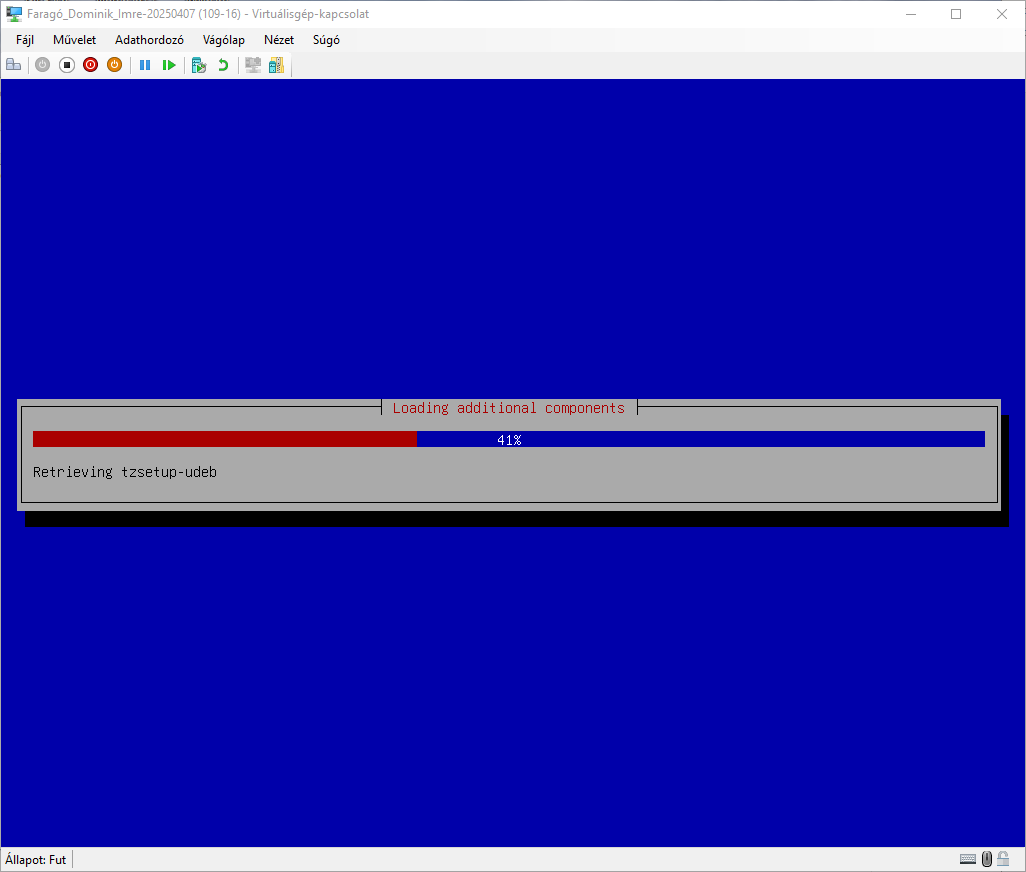 Faragó_Dominik_Imre-20250407 (109-16) - Virtuálisgép-kapcsolat
Fájl Művelet Adathordozó Vágólap Nézet Súgó
Loading additional components
41%
Retrieving tzsetup-udeb
Állapot: Fut